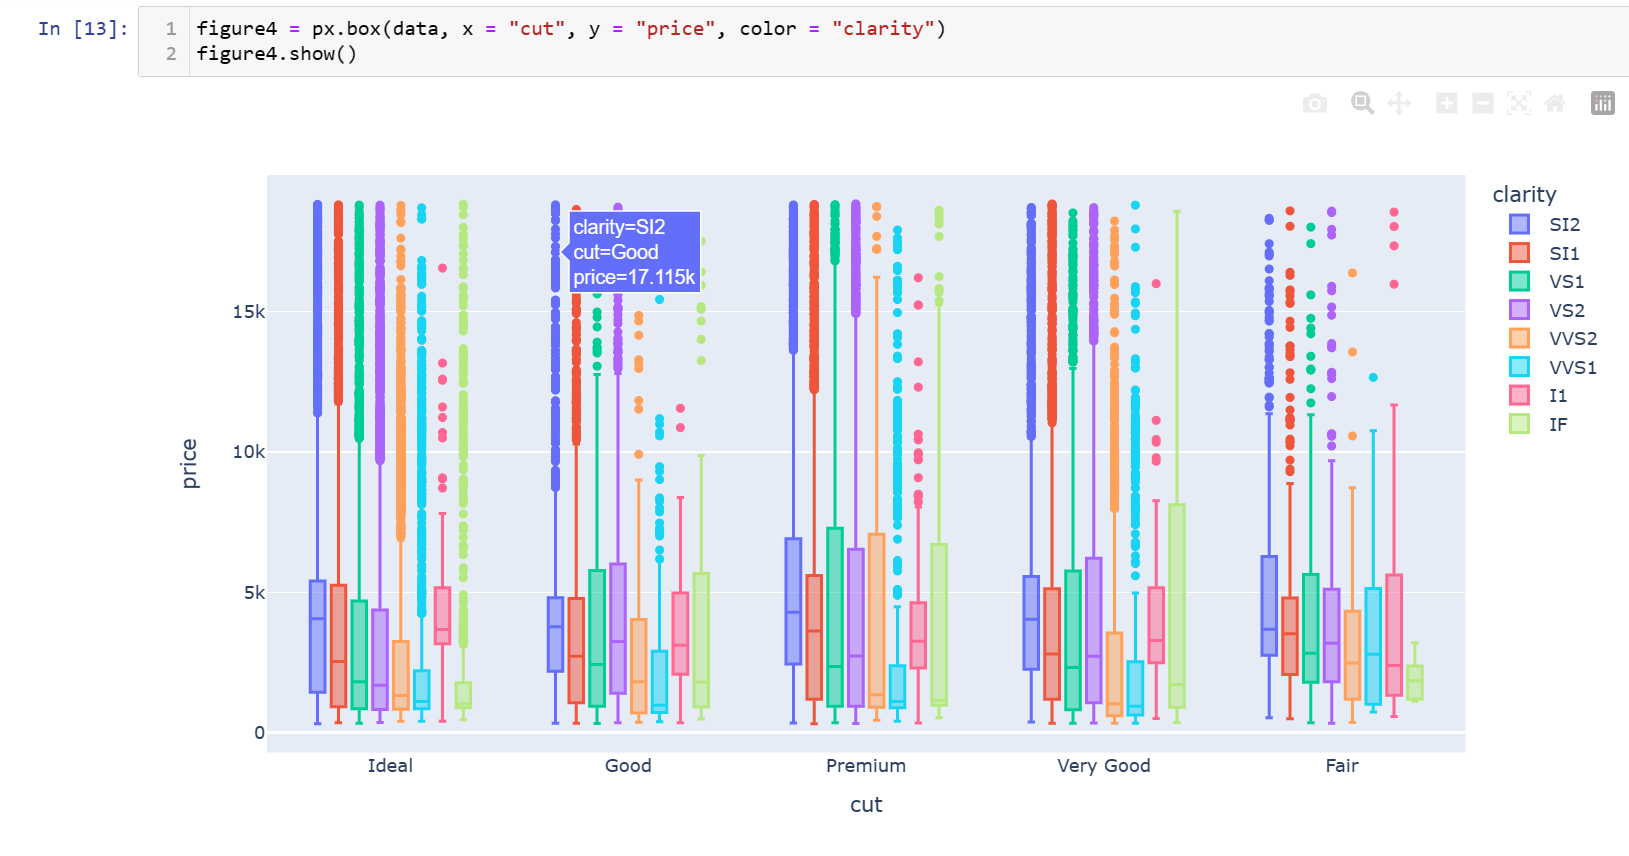 In [13]:
1 figure4 = px.box(data, x = "cut", y = "price", color = "clarity")
2 figure4.show()
clarity
SI2
SI1
VS1
VS2
VVS2
VVS1
I1
IF
clarity=SI2
cut=Good
price=17.115k
price
15k
10k
5k
0
Ideal Good Premium Very Good Fair
cut